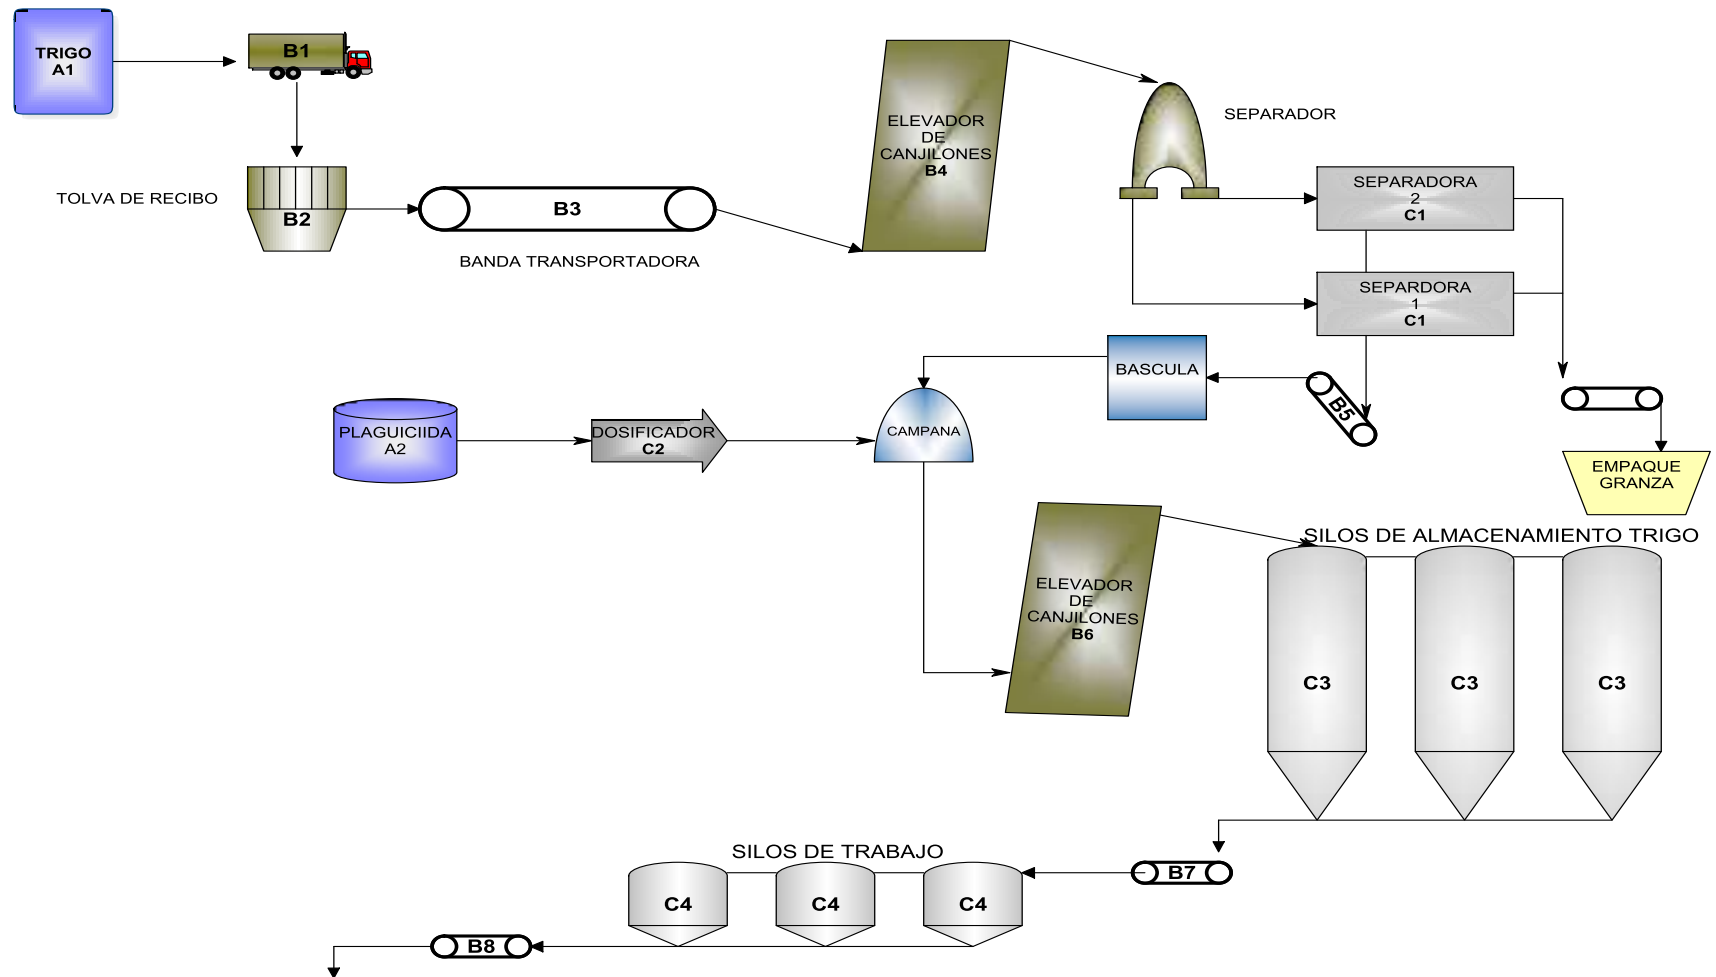 TRIGO
A1
B1
TOLVA DE RECIBO
B2
B3
BANDA TRANSPORTADORA
ELEVADOR
DE
CANJILONES
B4
SEPARADOR
SEPARADORA
2
C1
SEPARDORA
1
C1
BASCULA
B5
PLAGUICIIDA
A2
DOSIFICADOR
C2
CAMPANA
EMPAQUE
GRANZA
ELEVADOR
DE
CANJILONES
B6
SILOS DE ALMACENAMIENTO TRIGO
C3
C3
C3
B7
SILOS DE TRABAJO
C4
C4
C4
B8